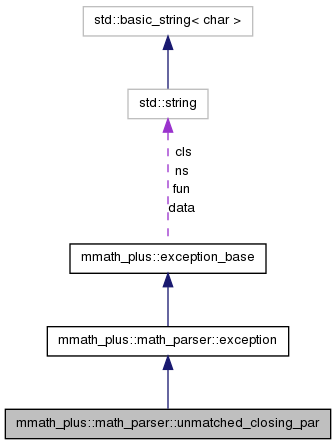 std::basic_string< char >
std::string
cls
ns
fun
data
mmath_plus::exception_base
mmath_plus::math_parser::exception
mmath_plus::math_parser::unmatched_closing_par